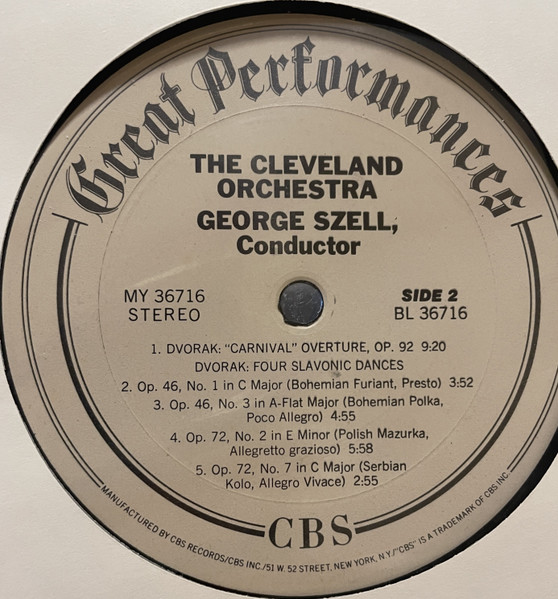 Great Performances
THE CLEVELAND
ORCHESTRA
GEORGE SZELL,
Conductor
MY 36716
STEREO
SIDE 2
BL 36716
1. DVORAK: "CARNIVAL" OVERTURE, OP. 92 9:20
DVORAK: FOUR SLAVONIC DANCES
2. Op. 46, No. 1 in C Major (Bohemian Furiant, Presto) 3:52
3. Op. 46, No. 3 in A-Flat Major (Bohemian Polka,
Poco Allegro) 4:55
4. Op. 72, No. 2 in E Minor (Polish Mazurka,
Allegretto grazioso) 5:58
5. Op. 72, No. 7 in C Major (Serbian
Kolo, Allegro Vivace) 2:55
CBS
MANUFACTURED BY CBS RECORDS/CBS INC./51 W. 52 STREET, NEW YORK, N.Y./"CBS" IS A TRADEMARK OF CBS INC